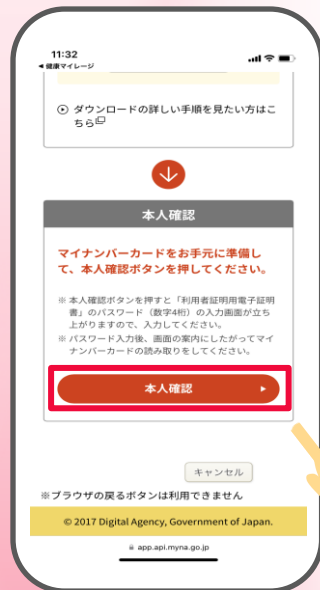 11:32
◀ 健康マイレージ
ダウンロードの詳しい手順を見たい方はこ
ちら
本人確認
マイナンバーカードをお手元に準備し
て、本人確認ボタンを押してください。
※ 本人確認ボタンを押すと「利用者証明用電子証明
書」のパスワード（数字4桁）の入力画面が立ち
上がりますので、入力してください。
※ パスワード入力後、画面の案内にしたがってマイ
ナンバーカードの読み取りをしてください。
本人確認
キャンセル
※ブラウザの戻るボタンは利用できません
© 2017 Digital Agency, Government of Japan.
app.api.myna.go.jp